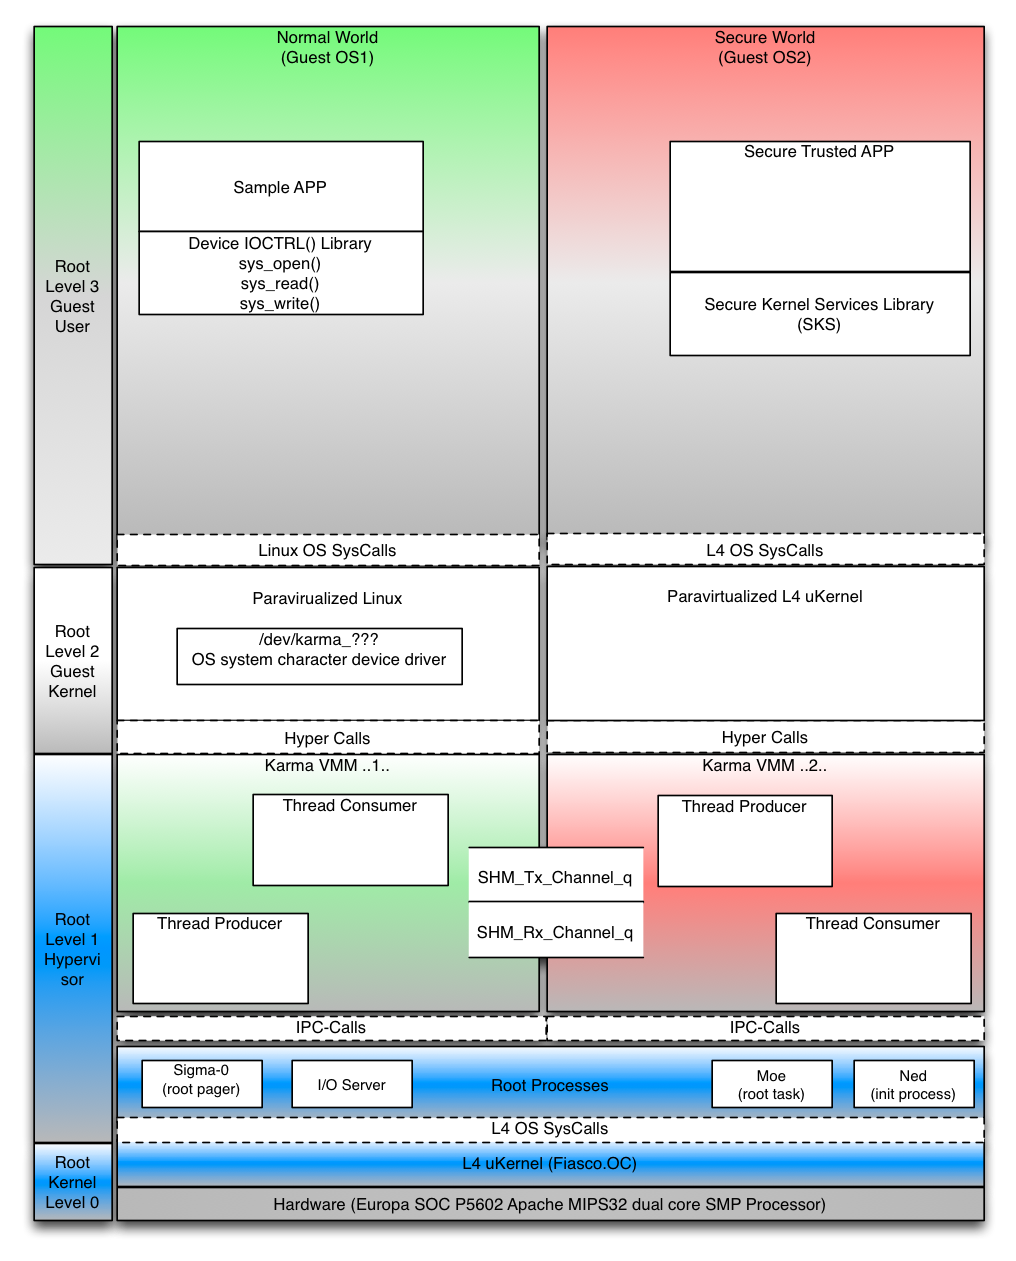 Normal World
(Guest OS1)
Secure World
(Guest OS2)
Sample APP
Device IOCTRL() Library
sys_open()
sys_read()
sys_write()
Secure Trusted APP
Secure Kernel Services Library
(SKS)
Root
Level 3
Guest
User
Linux OS SysCalls
L4 OS SysCalls
Root
Level 2
Guest
Kernel
Paravirualized Linux
/dev/karma_???
OS system character device driver
Paravirtualized L4 uKernel
Hyper Calls
Hyper Calls
Root
Level 1
Hypervi
sor
Karma VMM ..1..
Thread Consumer
Thread Producer
Karma VMM ..2..
Thread Producer
Thread Consumer
SHM_Tx_Channel_q
SHM_Rx_Channel_q
IPC-Calls
IPC-Calls
Sigma-0
(root pager)
I/O Server
Root Processes
Moe
(root task)
Ned
(init process)
L4 OS SysCalls
Root
Kernel
Level 0
L4 uKernel (Fiasco.OC)
Hardware (Europa SOC P5602 Apache MIPS32 dual core SMP Processor)